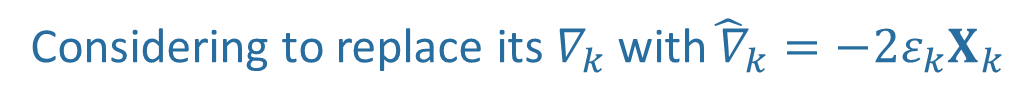 Considering to replace its ∇ₖ with ∇̂ₖ = −2εₖ𝐗ₖ